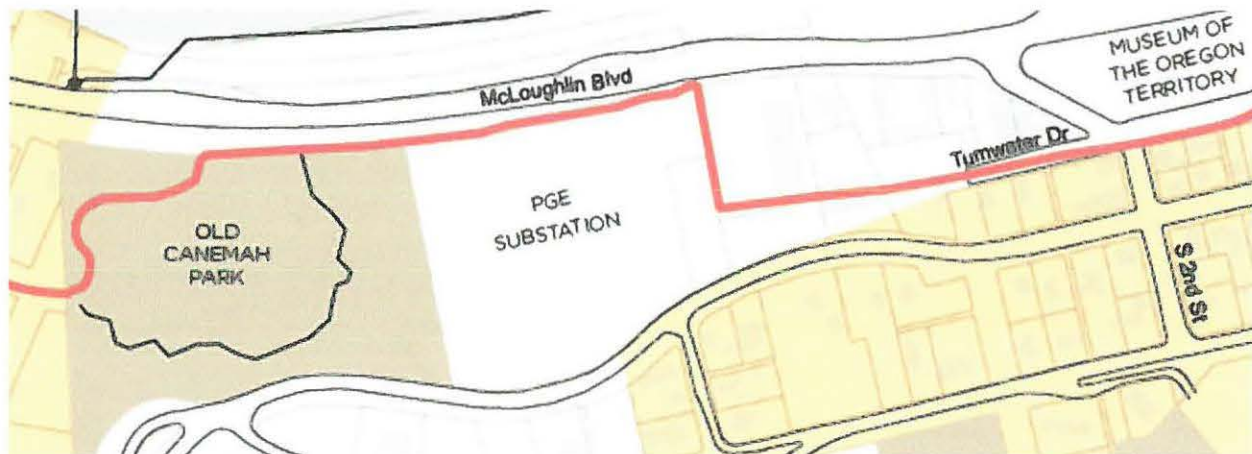 MUSEUM OF
THE OREGON
TERRITORY
McLoughlin Blvd
Tumwater Dr
PGE
SUBSTATION
OLD
CANEMAH
PARK
S 2nd St